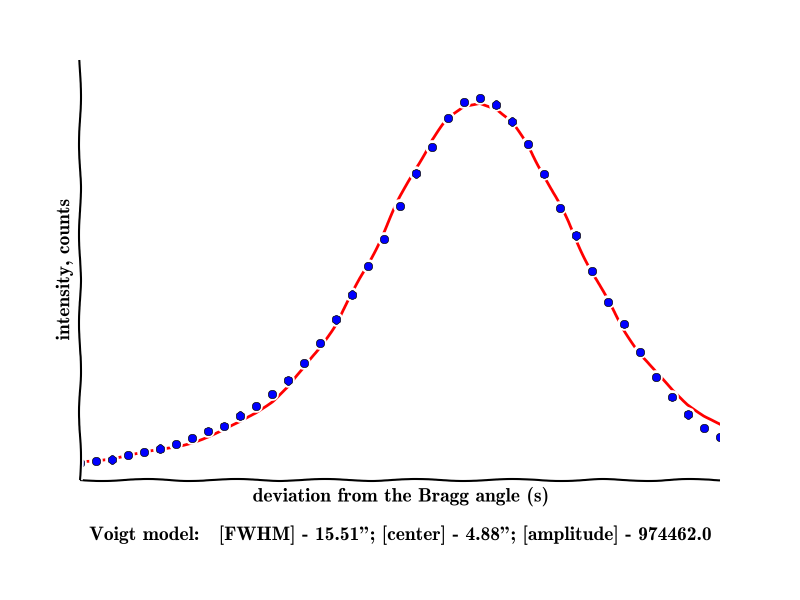 intensity, counts
deviation from the Bragg angle (s)
Voigt model: [FWHM] - 15.51”; [center] - 4.88”; [amplitude] - 974462.0